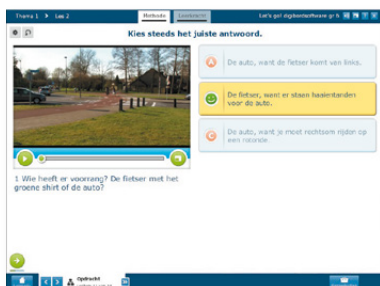 Thema 1 Les 2 Methode Leerkracht Let's go! digibordsoftware gr
Kies steeds het juiste antwoord.
A De auto, want de fietser komt van links.
De fietser, want er staan haaientanden
voor de auto.
C De auto, want je moet rechtsom rijden op
een rotonde.
1 Wie heeft er voorrang? De fietser met het
groene shirt of de auto?
Opdracht